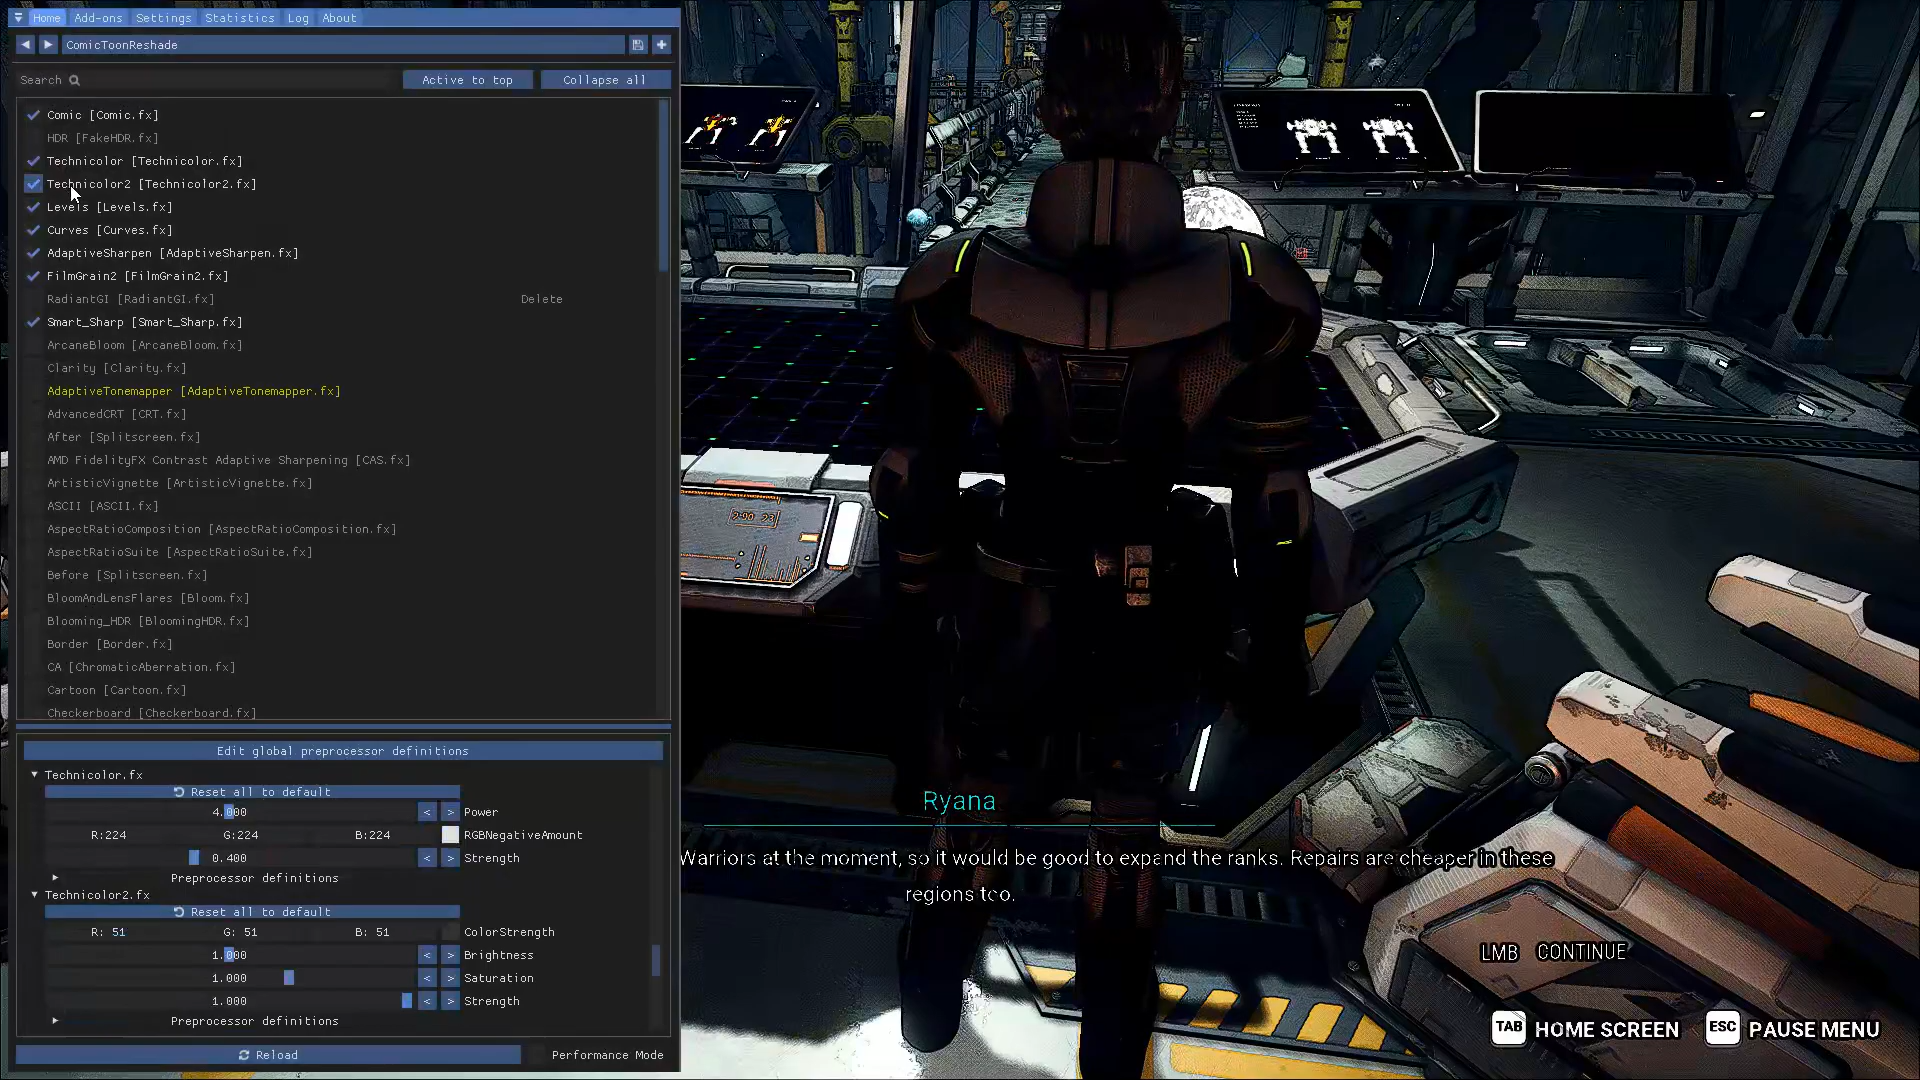 Home Add-ons Settings Statistics Log About
ComicToonReshade
Search Active to top Collapse all
Comic [Comic.fx]
HDR [FakeHDR.fx]
Technicolor [Technicolor.fx]
Technicolor2 [Technicolor2.fx]
Levels [Levels.fx]
Curves [Curves.fx]
AdaptiveSharpen [AdaptiveSharpen.fx]
FilmGrain2 [FilmGrain2.fx]
RadiantGI [RadiantGI.fx] Delete
Smart_Sharp [Smart_Sharp.fx]
ArcaneBloom [ArcaneBloom.fx]
Clarity [Clarity.fx]
AdaptiveTonemapper [AdaptiveTonemapper.fx]
AdvancedCRT [CRT.fx]
After [Splitscreen.fx]
AMD FidelityFX Contrast Adaptive Sharpening [CAS.fx]
ArtisticVignette [ArtisticVignette.fx]
ASCII [ASCII.fx]
AspectRatioComposition [AspectRatioComposition.fx]
AspectRatioSuite [AspectRatioSuite.fx]
Before [Splitscreen.fx]
BloomAndLensFlares [Bloom.fx]
Blooming_HDR [BloomingHDR.fx]
Border [Border.fx]
CA [ChromaticAberration.fx]
Cartoon [Cartoon.fx]
Checkerboard [Checkerboard.fx]
Edit global preprocessor definitions
Technicolor.fx
Reset all to default
4.000 < > Power
R:224 G:224 B:224 RGBNegativeAmount
0.400 < > Strength
Preprocessor definitions
Technicolor2.fx
Reset all to default
R: 51 G: 51 B: 51 ColorStrength
1.000 < > Brightness
1.000 < > Saturation
1.000 < > Strength
Preprocessor definitions
Reload Performance Mode
Ryana
Warriors at the moment, so it would be good to expand the ranks. Repairs are cheaper in these
regions too.
LMB CONTINUE
TAB HOME SCREEN ESC PAUSE MENU